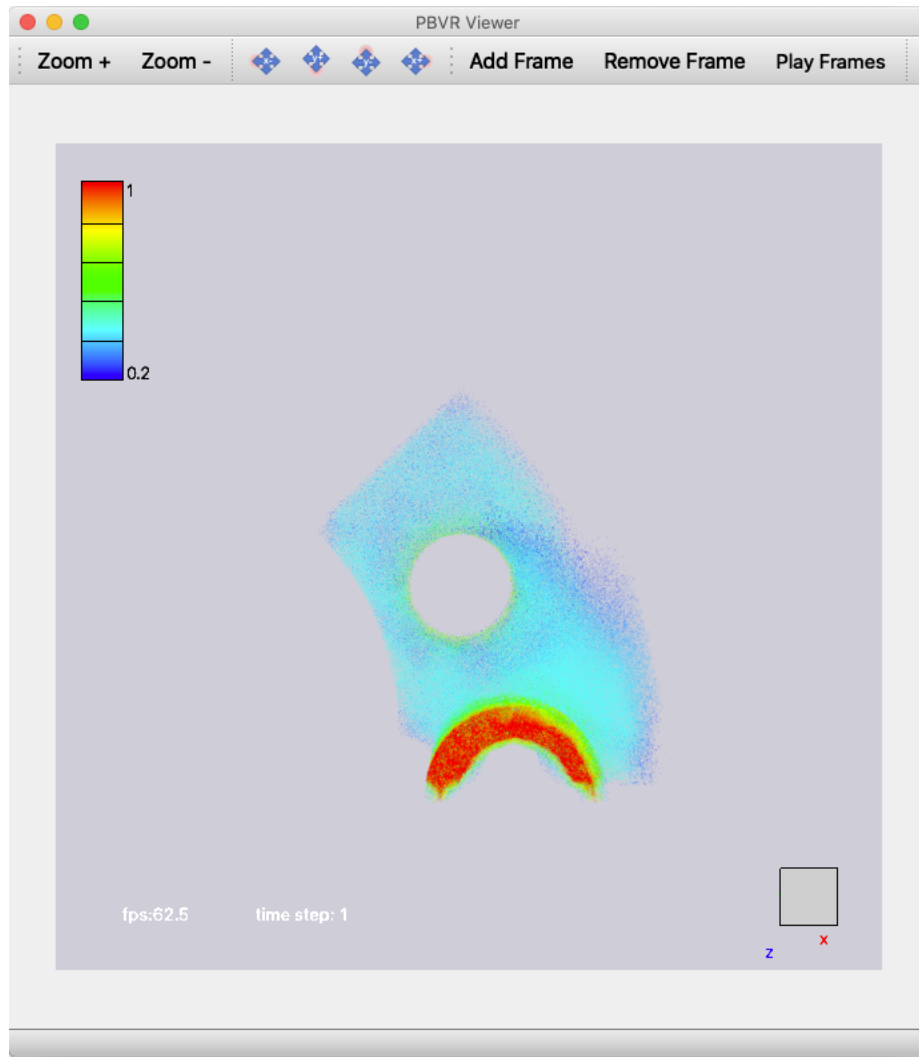 PBVR Viewer
Zoom + Zoom - x- y+ y- x+ Add Frame Remove Frame Play Frames
1
0.2
fps:62.5 time step: 1
x
z